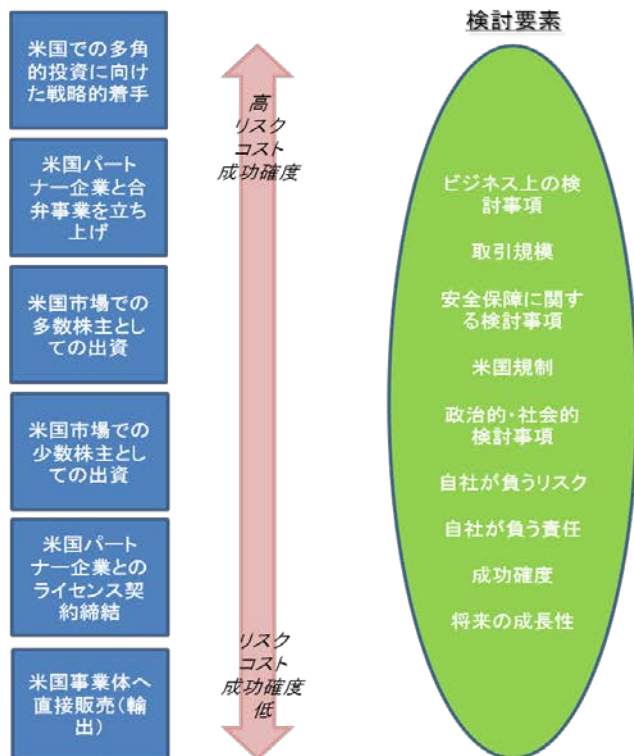 米国での多角
的投資に向け
た戦略的着手
米国パート
ナー企業と合
弁事業を立ち
上げ
米国市場での
多数株主とし
ての出資
米国市場での
少数株主とし
ての出資
米国パート
ナー企業との
ライセンス契
約締結
米国事業体へ
直接販売(輸
出)
高
リスク
コスト
成功確度
リスク
コスト
成功確度
低
検討要素
ビジネス上の検
討事項
取引規模
安全保障に関す
る検討事項
米国規制
政治的・社会的
検討事項
自社が負うリスク
自社が負う責任
成功確度
将来の成長性